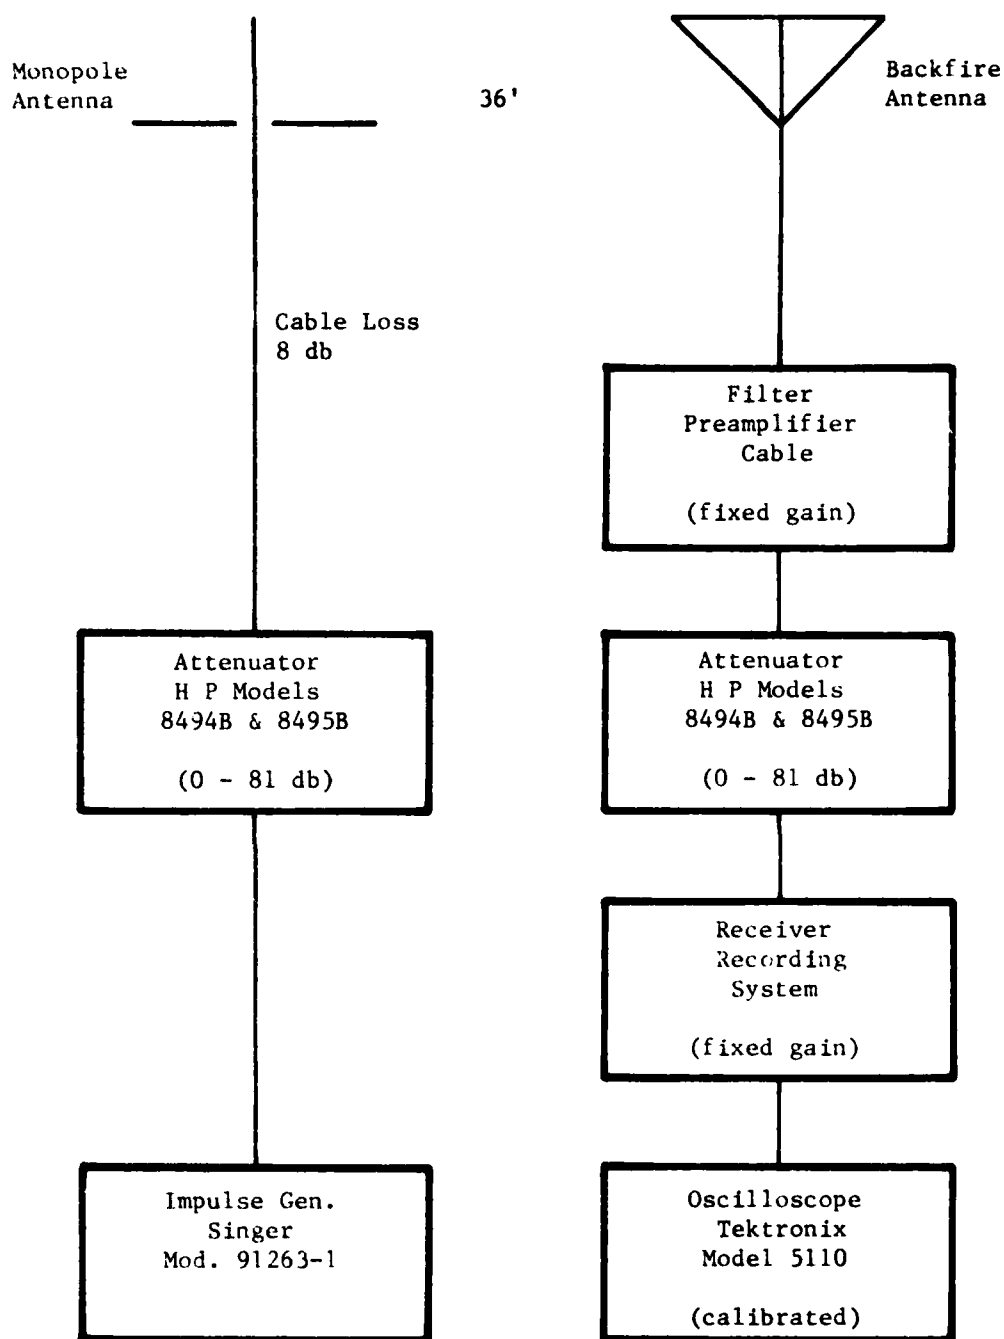 Monopole
Antenna
36'
Backfire
Antenna
Cable Loss
8 db
Filter
Preamplifier
Cable
(fixed gain)
Attenuator
H P Models
8494B & 8495B
(0 - 81 db)
Attenuator
H P Models
8494B & 8495B
(0 - 81 db)
Receiver
Recording
System
(fixed gain)
Impulse Gen.
Singer
Mod. 91263-1
Oscilloscope
Tektronix
Model 5110
(calibrated)